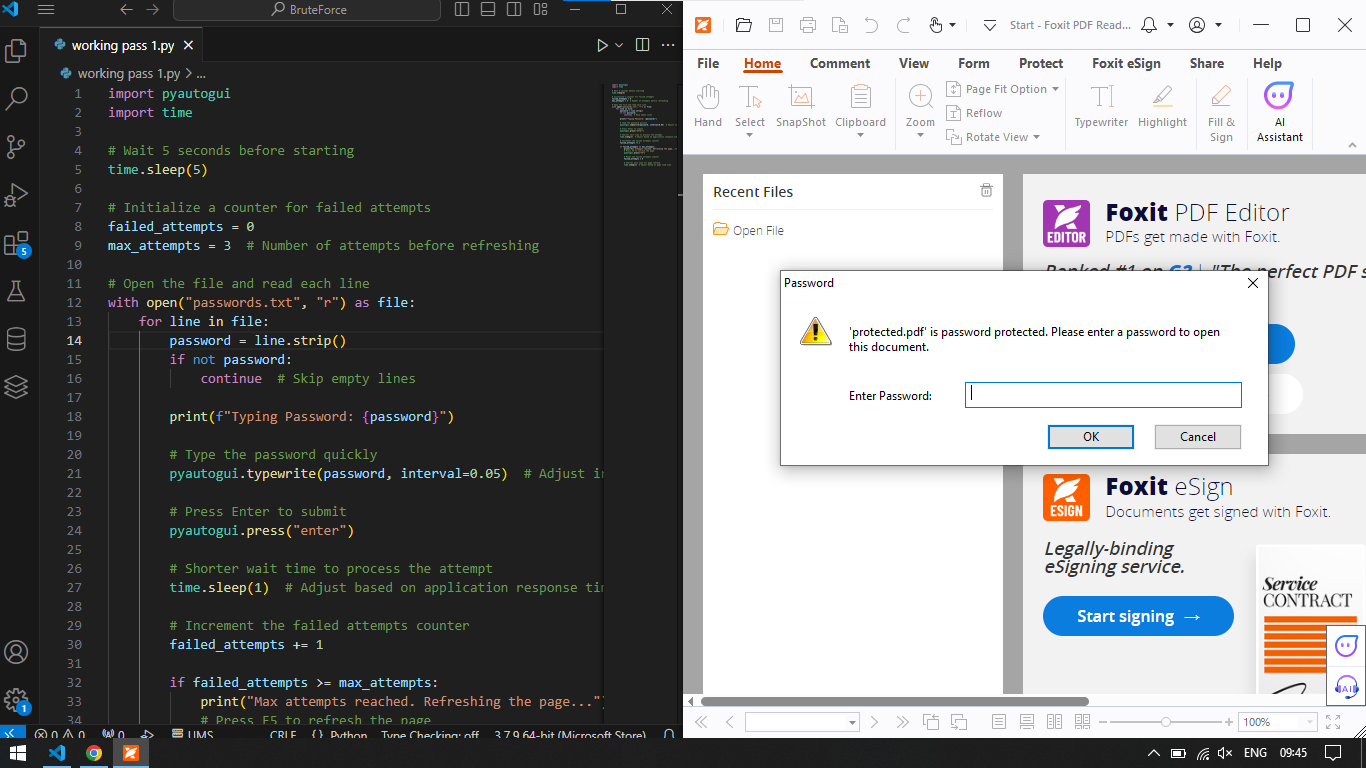 BruteForce
working pass 1.py
working pass 1.py > ...
1 import pyautogui
2 import time
3
4 # Wait 5 seconds before starting
5 time.sleep(5)
6
7 # Initialize a counter for failed attempts
8 failed_attempts = 0
9 max_attempts = 3  # Number of attempts before refreshing
10
11 # Open the file and read each line
12 with open("passwords.txt", "r") as file:
13     for line in file:
14         password = line.strip()
15         if not password:
16             continue  # Skip empty lines
17
18         print(f"Typing Password: {password}")
19
20         # Type the password quickly
21         pyautogui.typewrite(password, interval=0.05)  # Adjust in
22
23         # Press Enter to submit
24         pyautogui.press("enter")
25
26         # Shorter wait time to process the attempt
27         time.sleep(1)  # Adjust based on application response tim
28
29         # Increment the failed attempts counter
30         failed_attempts += 1
31
32         if failed_attempts >= max_attempts:
33             print("Max attempts reached. Refreshing the page...")
34             # Press F5 to refresh the page
5
1
0 0 0 UMS CRLF {} Python Type Checking: off 3.7.9 64-bit (Microsoft Store)
Start - Foxit PDF Read...
File Home Comment View Form Protect Foxit eSign Share Help
Hand Select SnapShot Clipboard Zoom Page Fit Option Reflow Rotate View Typewriter Highlight Fill & Sign AI Assistant
Recent Files
Open File
EDITOR
Foxit PDF Editor
PDFs get made with Foxit.
Ranked #1 on G2 | "The perfect PDF s
Password
'protected.pdf' is password protected. Please enter a password to open
this document.
Enter Password:
OK Cancel
ESIGN
Foxit eSign
Documents get signed with Foxit.
Legally-binding
eSigning service.
Start signing →
Service
CONTRACT
AI
100%
ENG 09:45